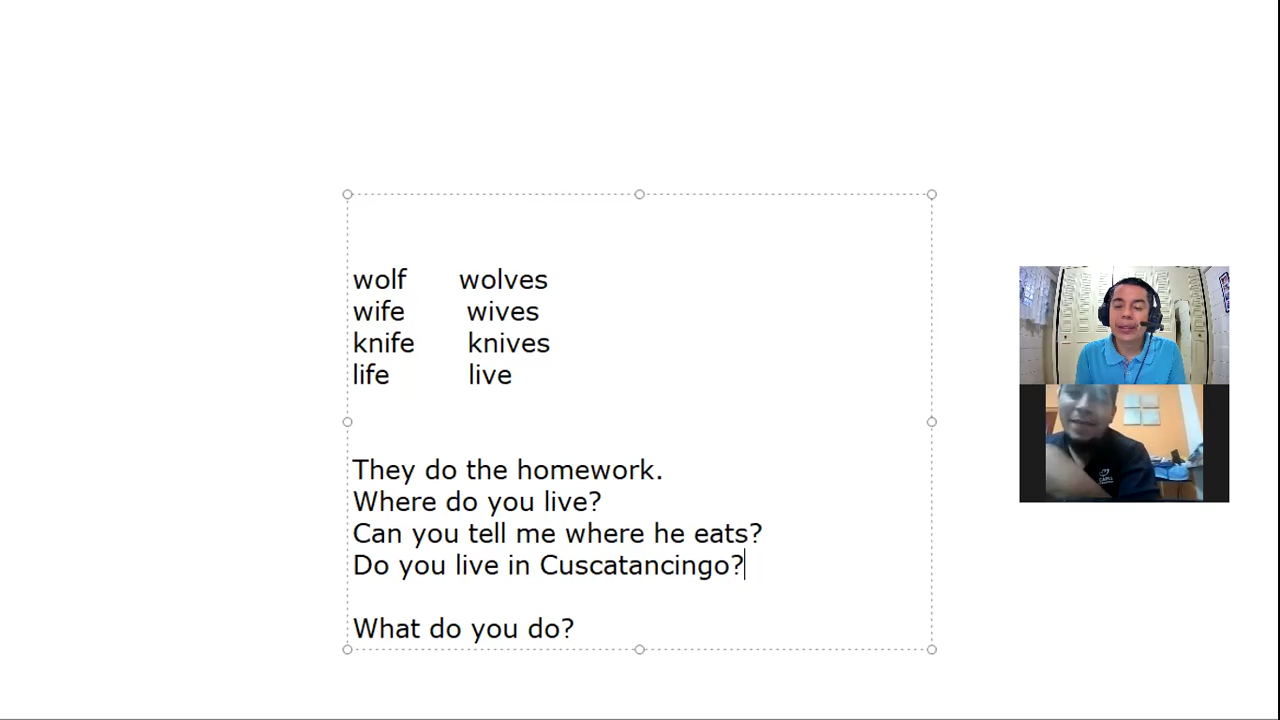 wolf wolves
wife wives
knife knives
life live
They do the homework.
Where do you live?
Can you tell me where he eats?
Do you live in Cuscatancingo?
What do you do?